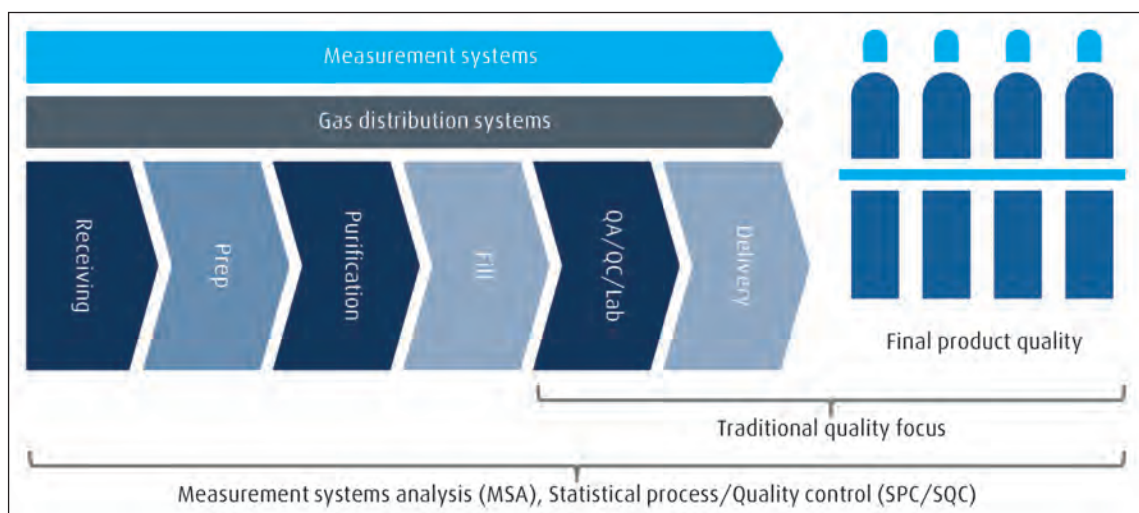 Measurement systems
Gas distribution systems
Receiving
Prep
Purification
Fill
QA/QC/Lab
Delivery
Final product quality
Traditional quality focus
Measurement systems analysis (MSA), Statistical process/Quality control (SPC/SQC)